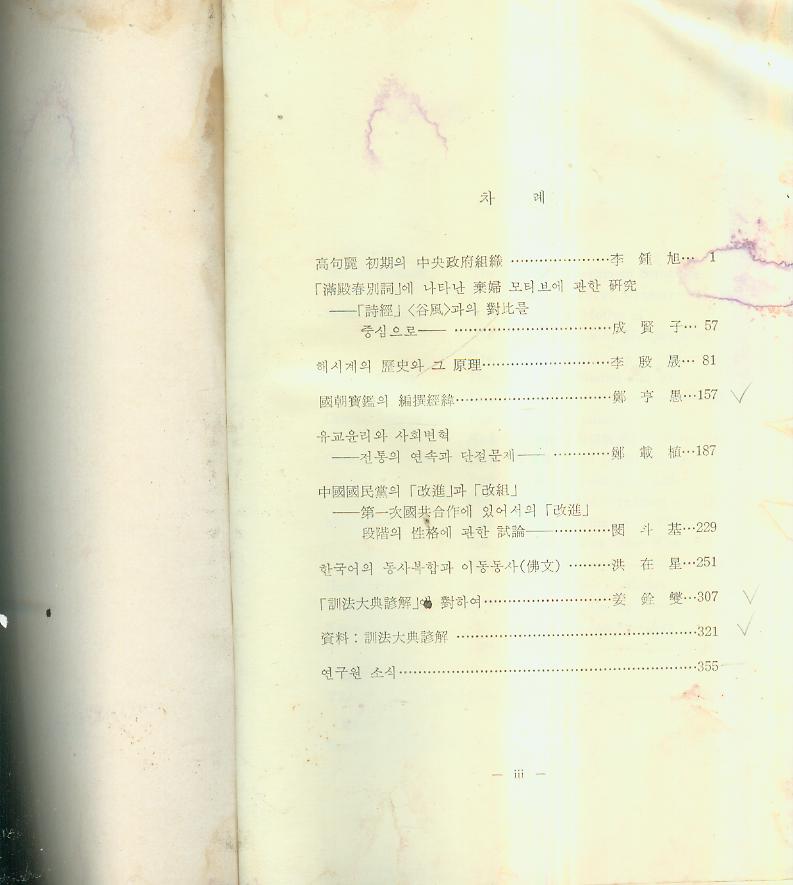 차 례
高句麗 初期의 中央政府組織 ····················李 鍾 旭··· 1
「滿殿春別詞」에 나타난 棄婦 모티브에 관한 硏究
——「詩經」〈谷風〉과의 對比를
중심으로—— ································成 賢 子··· 57
해시계의 歷史와 그 原理··························李 殷 晟··· 81
國朝寶鑑의 編撰經緯································鄭 亨 愚···157
유교윤리와 사회변혁
——전통의 연속과 단절문제—— ············鄭 載 植···187
中國國民黨의 「改進」과 「改組」
——第一次國共合作에 있어서의 「改進」
段階의 性格에 관한 試論——············閔 斗 基···229
한국어의 동사복합과 이동동사(佛文) ·········洪 在 星···251
「訓法大典諺解」에 對하여··························姜 銓 燮···307
資料：訓法大典諺解 ················································321
연구원 소식····························································355
— iii —